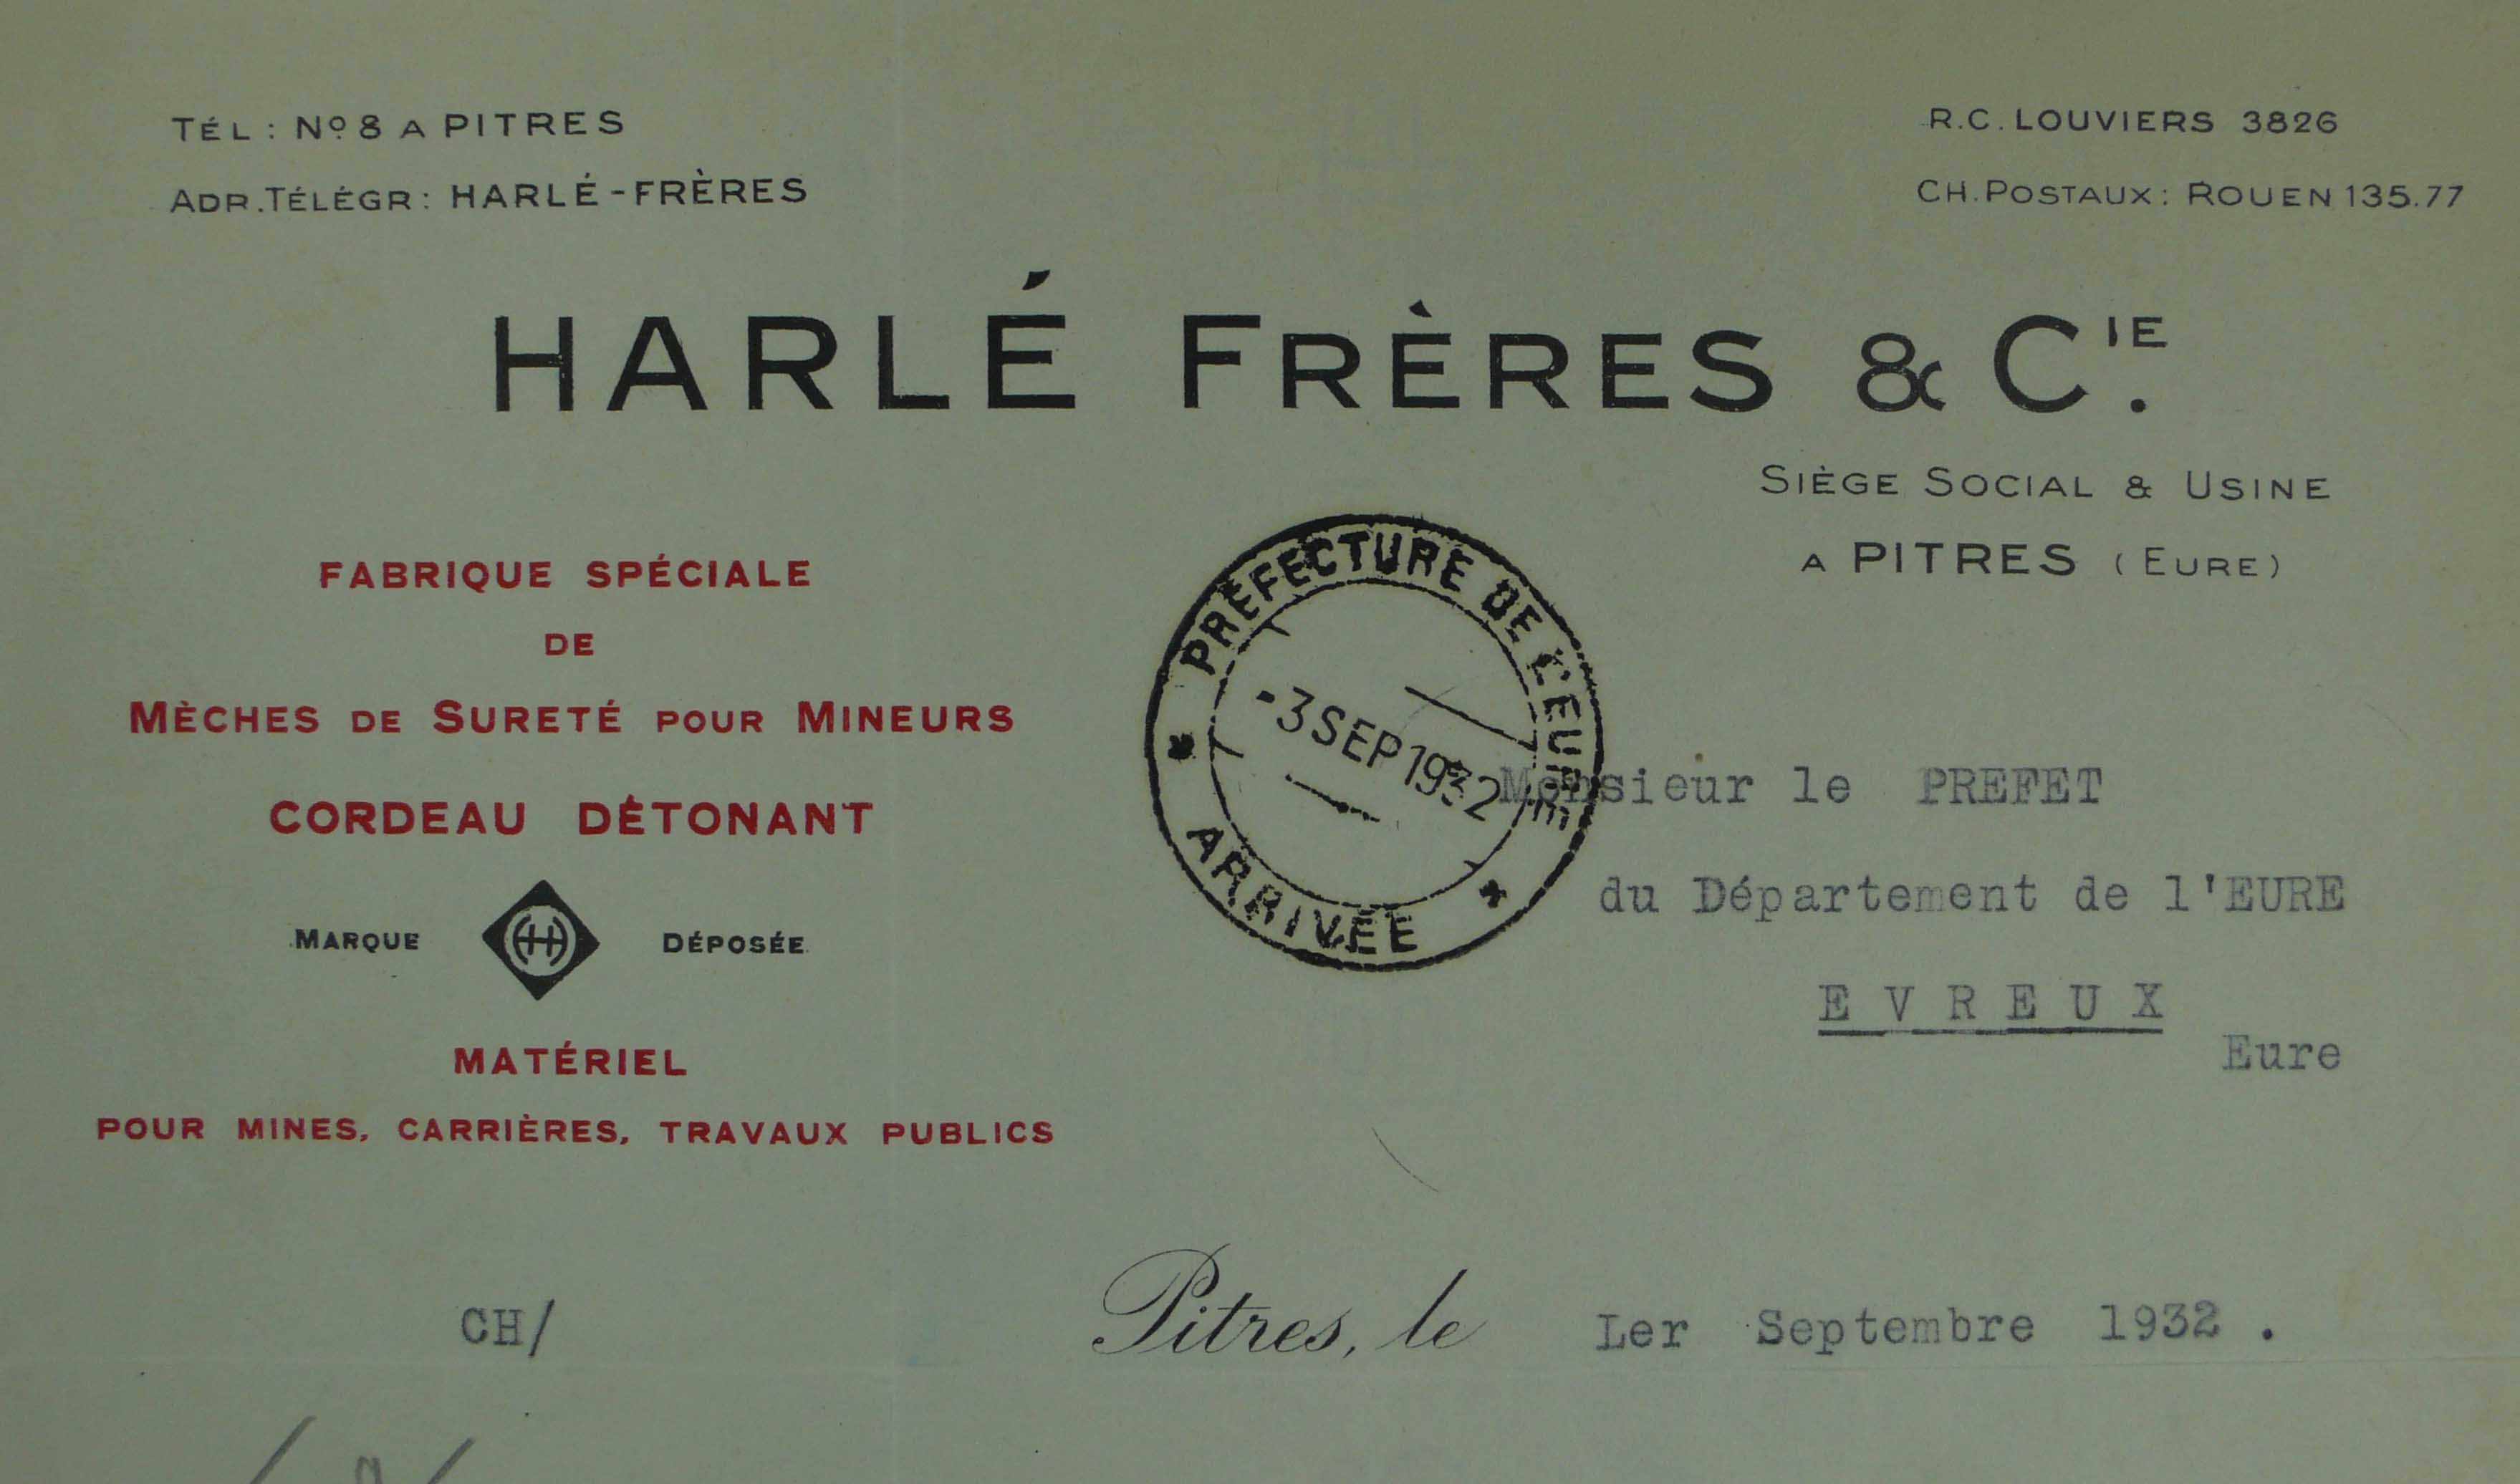 TÉL : Nº 8 A PITRES
ADR.TÉLÉGR : HARLÉ-FRÈRES
R.C. LOUVIERS 3826
CH.POSTAUX : ROUEN 135.77
HARLÉ FRÈRES & CIE.
SIÈGE SOCIAL & USINE
A PITRES (EURE)
FABRIQUE SPÉCIALE
DE
MÈCHES DE SURETÉ POUR MINEURS
CORDEAU DÉTONANT
MARQUE H DÉPOSÉE
MATÉRIEL
POUR MINES, CARRIÈRES, TRAVAUX PUBLICS
PRÉFECTURE DE L'EURE
-3 SEP 1932
ARRIVÉE
Monsieur le PREFET
du Département de l'EURE
E V R E U X
Eure
CH/
Pitres, le Ler Septembre 1932 .